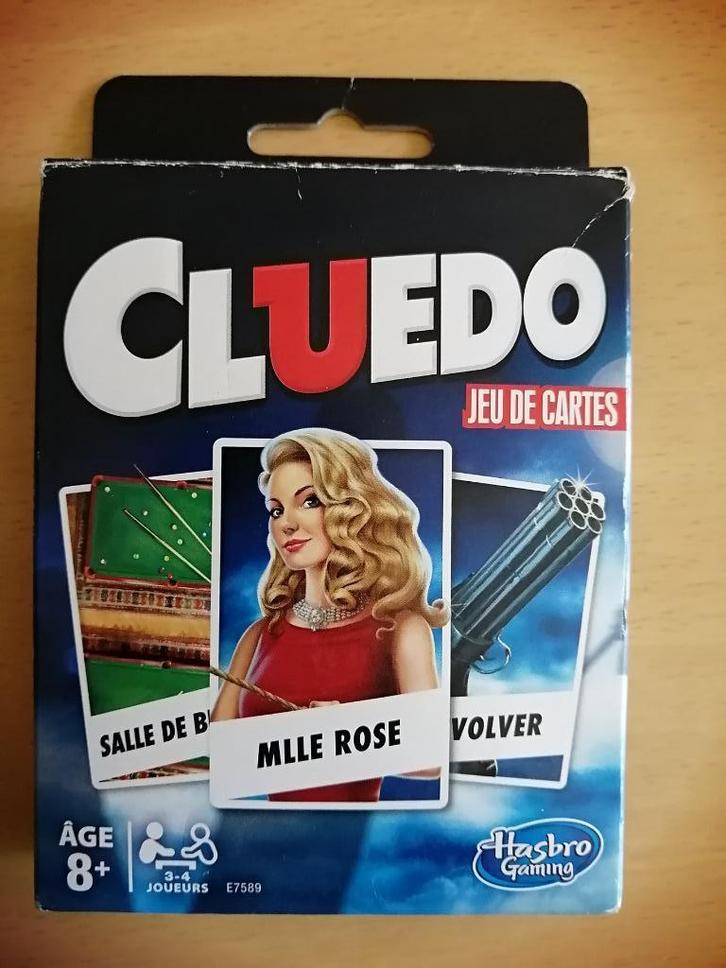 CLUEDO
JEU DE CARTES
SALLE DE B
MLLE ROSE
VOLVER
ÂGE
8+
3-4
JOUEURS
E7589
Hasbro
Gaming